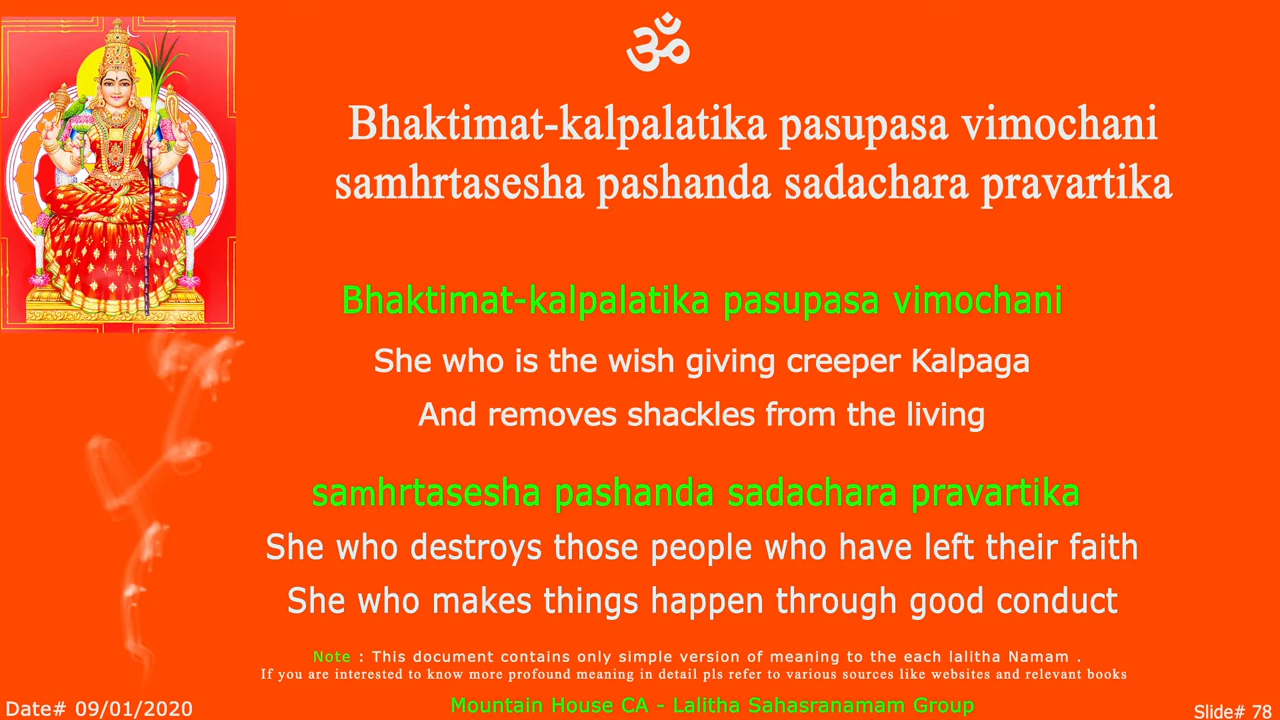 ॐ
Bhaktimat-kalpalatika pasupasa vimochani
samhrtasesha pashanda sadachara pravartika
Bhaktimat-kalpalatika pasupasa vimochani
She who is the wish giving creeper Kalpaga
And removes shackles from the living
samhrtasesha pashanda sadachara pravartika
She who destroys those people who have left their faith
She who makes things happen through good conduct
Note : This document contains only simple version of meaning to the each lalitha Namam .
If you are interested to know more profound meaning in detail pls refer to various sources like websites and relevant books
Mountain House CA - Lalitha Sahasranamam Group
Date# 09/01/2020
Slide# 78